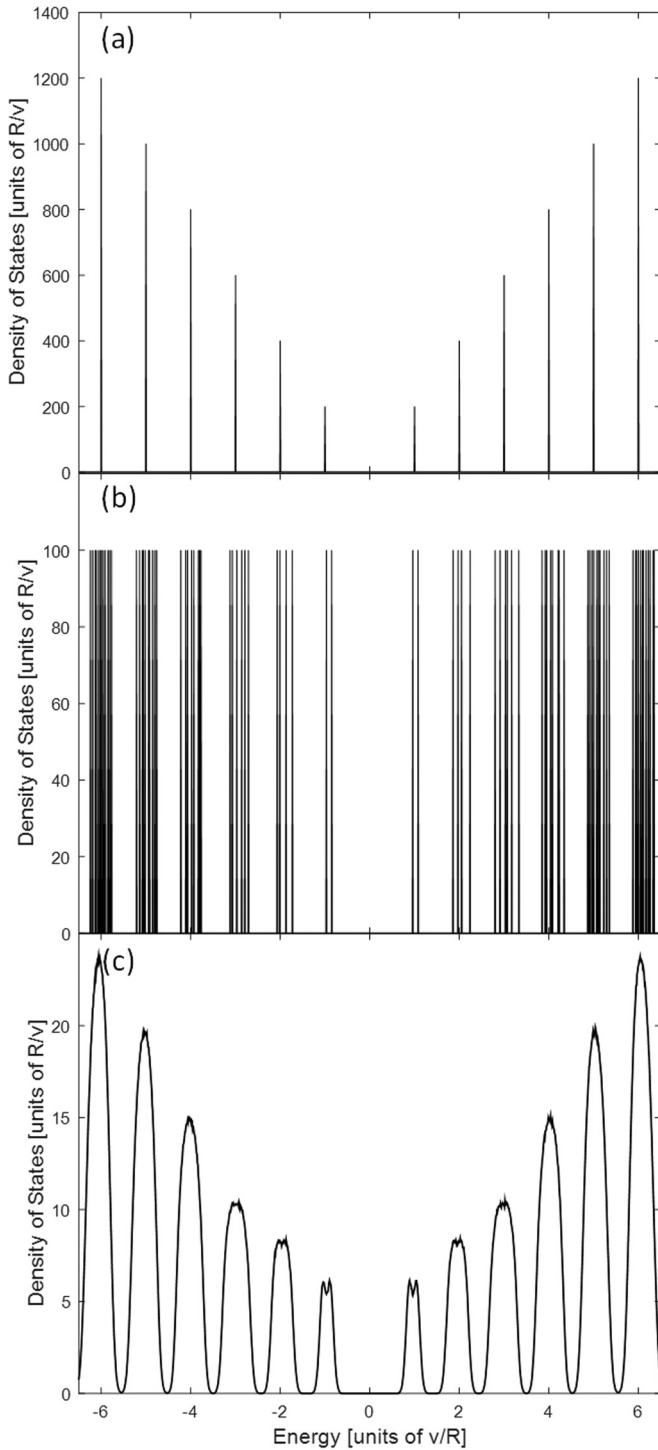 (a)
1400
1200
1000
800
600
400
200
0
Density of States [units of R/v]
(b)
100
80
60
40
20
0
Density of States [units of R/v]
(c)
20
15
10
5
0
Density of States [units of R/v]
-6 -4 -2 0 2 4 6
Energy [units of v/R]